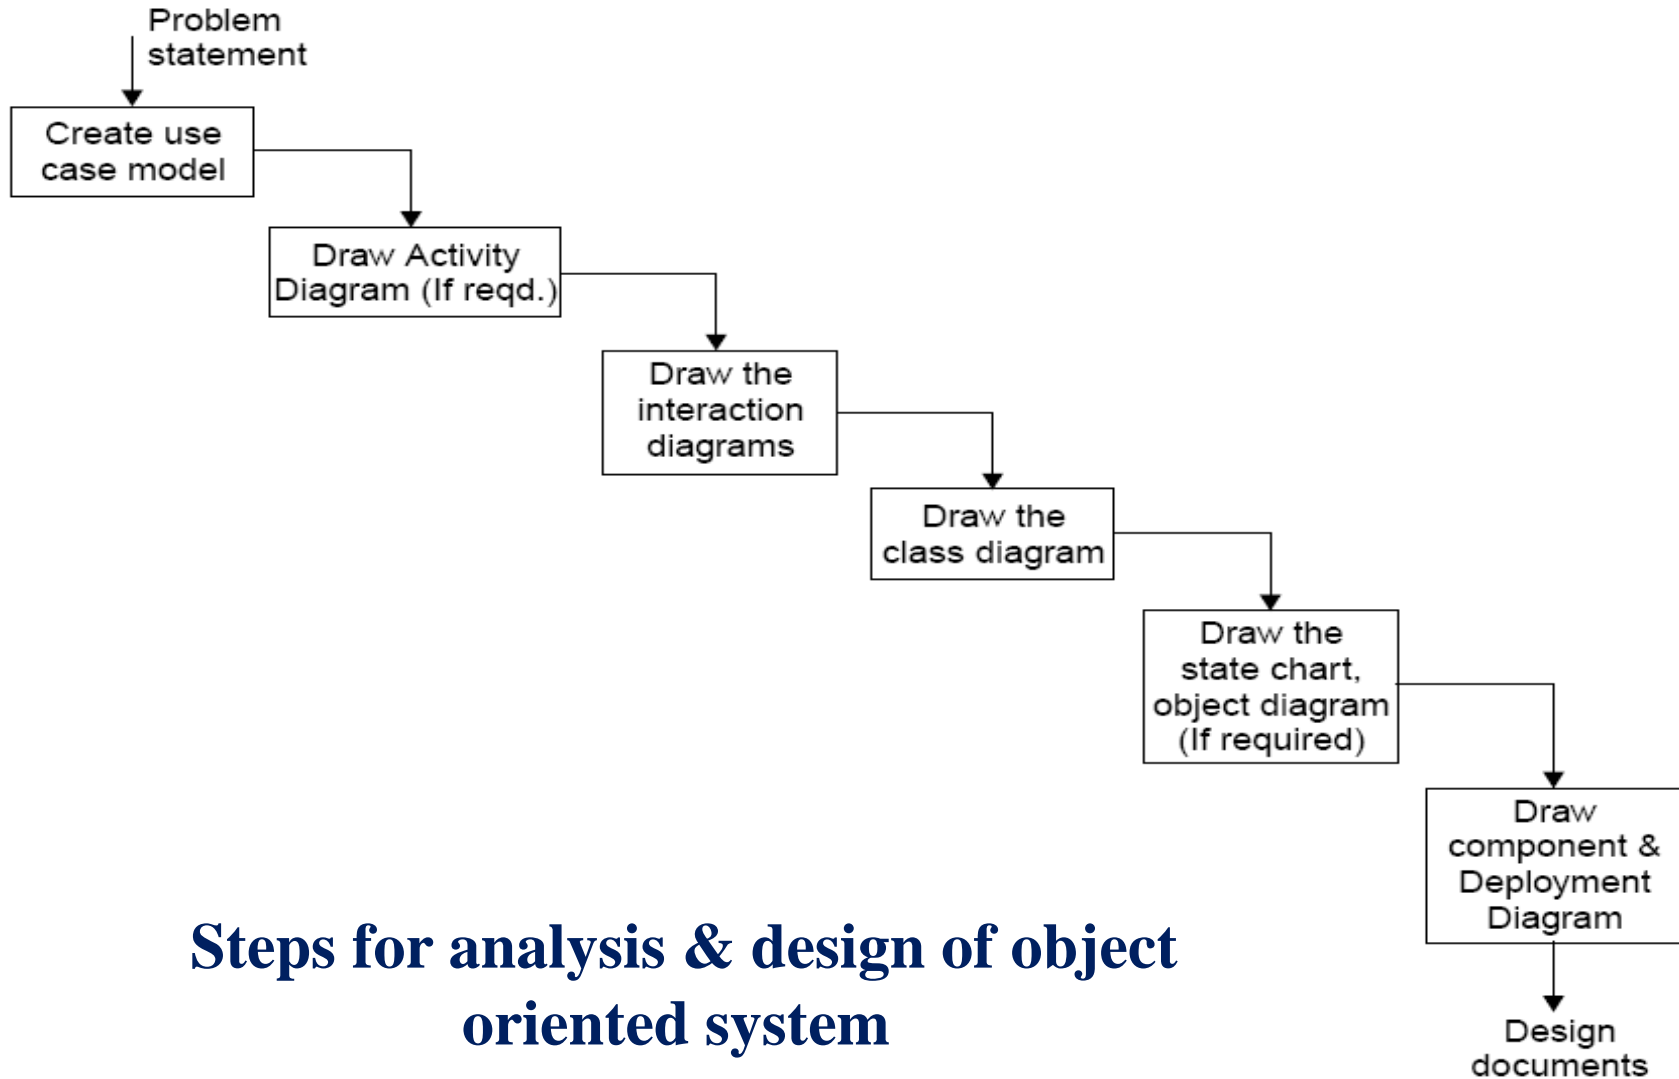 Problem
statement
Create use
case model
Draw Activity
Diagram (If reqd.)
Draw the
interaction
diagrams
Draw the
class diagram
Draw the
state chart,
object diagram
(If required)
Draw
component &
Deployment
Diagram
Design
documents
Steps for analysis & design of object
oriented system